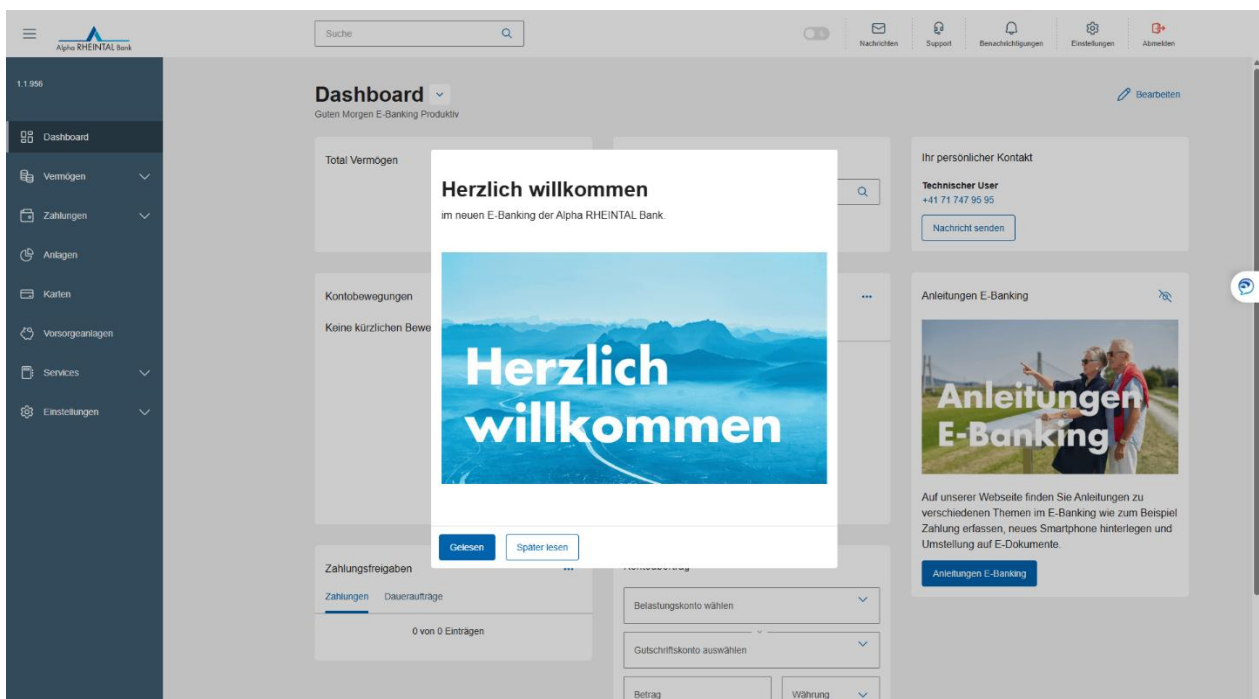 Alpha RHEINTAL Bank
Suche
Nachrichten
Support
Benachrichtigungen
Einstellungen
Abmelden
1.1.956
Dashboard
Vermögen
Zahlungen
Anlagen
Karten
Vorsorgeanlagen
Services
Einstellungen
Dashboard
Guten Morgen E-Banking Produktiv
Bearbeiten
Total Vermögen
Herzlich willkommen
im neuen E-Banking der Alpha RHEINTAL Bank.
Herzlich
willkommen
Gelesen
Später lesen
Ihr persönlicher Kontakt
Technischer User
+41 71 747 95 95
Nachricht senden
Kontobewegungen
Keine kürzlichen Bewe
Anleitungen E-Banking
Anleitungen
E-Banking
Auf unserer Webseite finden Sie Anleitungen zu
verschiedenen Themen im E-Banking wie zum Beispiel
Zahlung erfassen, neues Smartphone hinterlegen und
Umstellung auf E-Dokumente.
Anleitungen E-Banking
Zahlungsfreigaben
Zahlungen
Daueraufträge
0 von 0 Einträgen
Belastungskonto wählen
Gutschriftskonto auswählen
Betrag
Währung